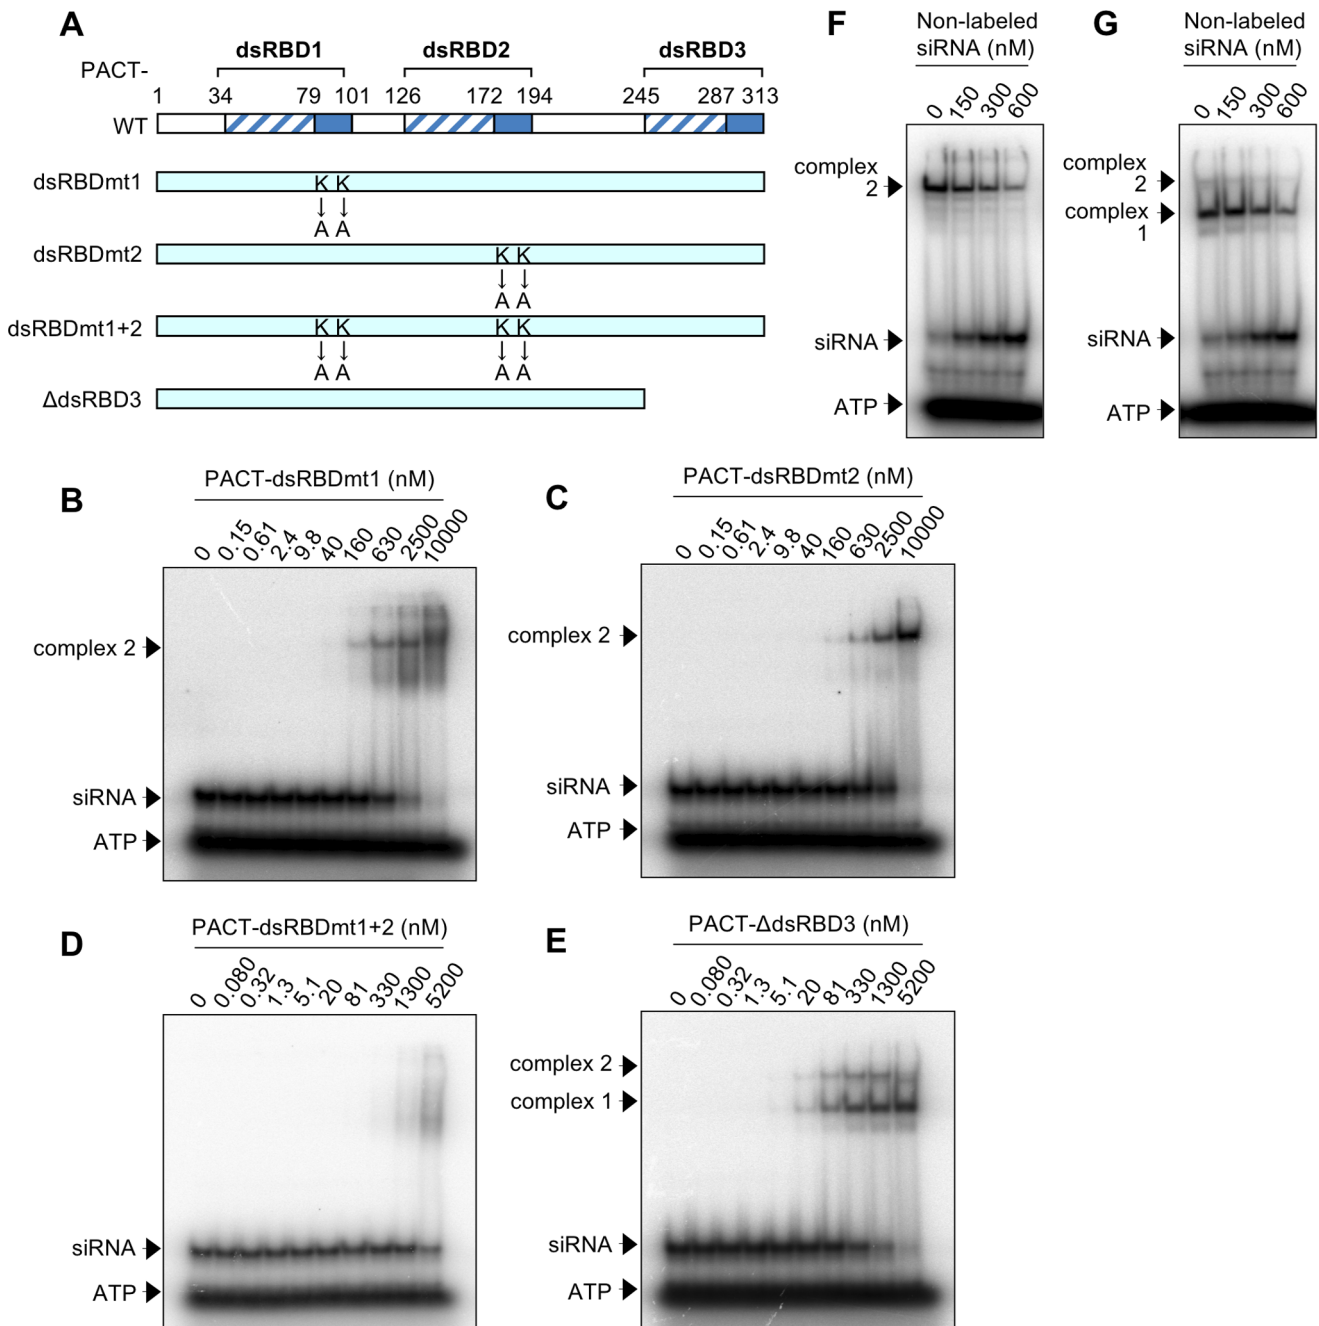 A
dsRBD1 dsRBD2 dsRBD3
PACT-
1 34 79 101 126 172 194 245 287 313
WT
dsRBDmt1 K K
↓ ↓
A A
dsRBDmt2 K K
↓ ↓
A A
dsRBDmt1+2 K K K K
↓ ↓ ↓ ↓
A A A A
ΔdsRBD3
F
Non-labeled
siRNA (nM)
0 150 300 600
complex
2
siRNA
ATP
G
Non-labeled
siRNA (nM)
0 150 300 600
complex
2
complex
1
siRNA
ATP
B
PACT-dsRBDmt1 (nM)
0 0.15 0.61 2.4 9.8 40 160 630 2500 10000
complex 2
siRNA
ATP
C
PACT-dsRBDmt2 (nM)
0 0.15 0.61 2.4 9.8 40 160 630 2500 10000
complex 2
siRNA
ATP
D
PACT-dsRBDmt1+2 (nM)
0 0.080 0.32 1.3 5.1 20 81 330 1300 5200
siRNA
ATP
E
PACT-ΔdsRBD3 (nM)
0 0.080 0.32 1.3 5.1 20 81 330 1300 5200
complex 2
complex 1
siRNA
ATP